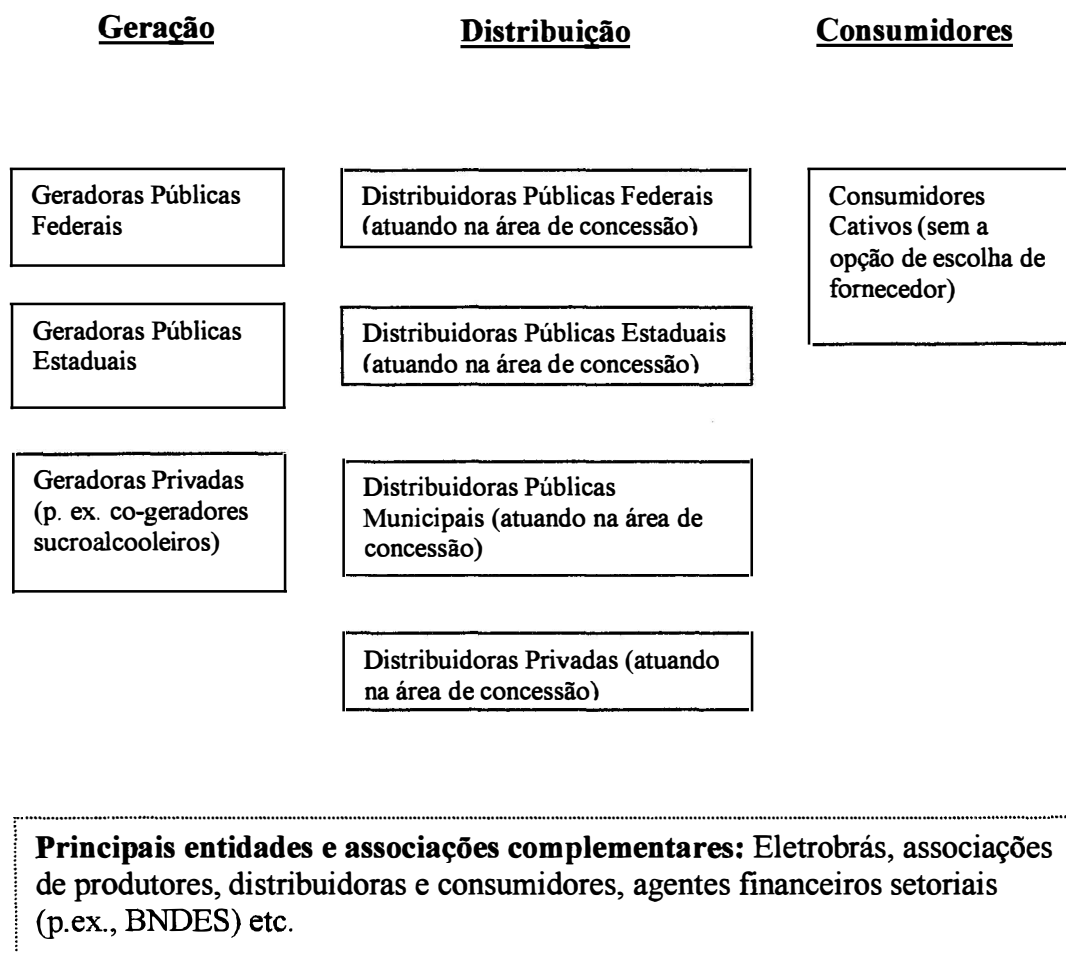 Geração
Distribuição
Consumidores
Geradoras Públicas
Federais
Distribuidoras Públicas Federais
(atuando na área de concessão)
Consumidores
Cativos (sem a
opção de escolha de
fornecedor)
Geradoras Públicas
Estaduais
Distribuidoras Públicas Estaduais
(atuando na área de concessão)
Geradoras Privadas
(p. ex. co-geradores
sucroalcooleiros)
Distribuidoras Públicas
Municipais (atuando na área de
concessão)
Distribuidoras Privadas (atuando
na área de concessão)
Principais entidades e associações complementares: Eletrobrás, associações
de produtores, distribuidoras e consumidores, agentes financeiros setoriais
(p.ex., BNDES) etc.